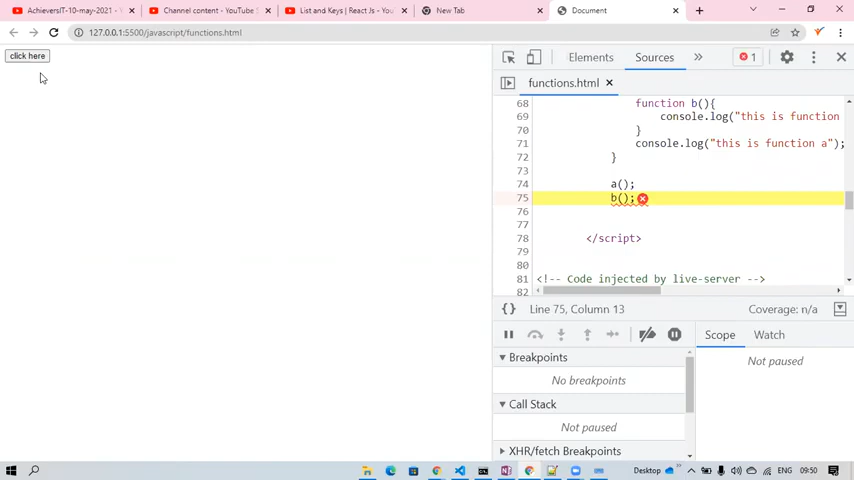 AchieversIT-10-may-2021 -
Channel content - YouTube
List and Keys | React Js - You
New Tab
Document
127.0.0.1:5500/javascript/functions.html
click here
Elements
Sources
1
functions.html
68 function b(){
69 console.log("this is function
70 }
71 console.log("this is function a");
72 }
73
74 a();
75 b();
76
77
78 </script>
79
80
81 <!-- Code injected by live-server -->
82
{} Line 75, Column 13 Coverage: n/a
Scope Watch
Breakpoints
Not paused
No breakpoints
Call Stack
Not paused
XHR/fetch Breakpoints
Desktop ENG 09:50